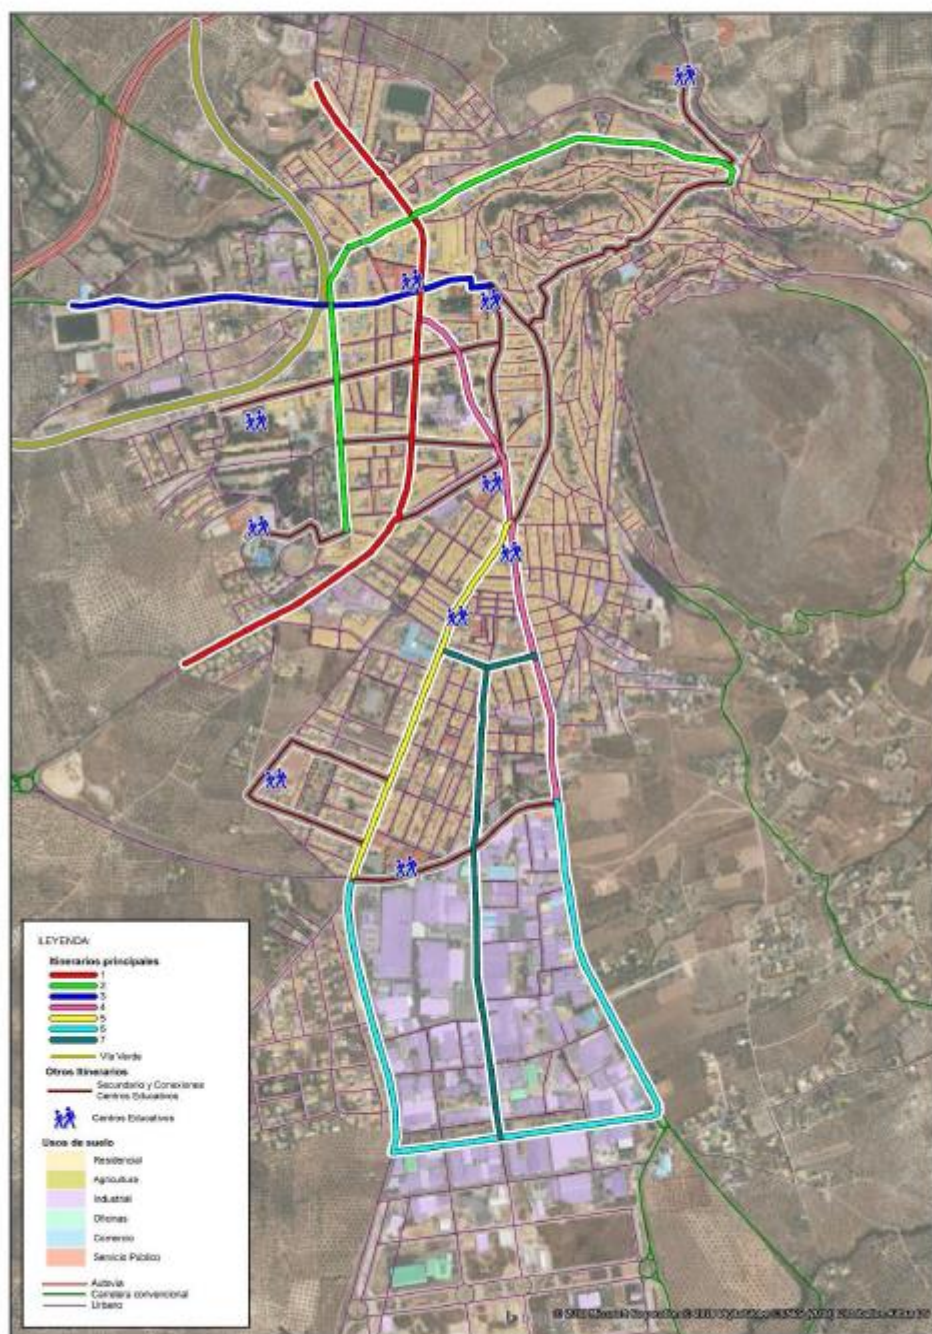 LEYENDA:
Itinerarios principales
1
2
3
4
5
6
7
Vía Verde
Otros Itinerarios
Secundario y Conexiones
Centros Educativos
Centros Educativos
Usos de suelo
Residencial
Agricultura
Industrial
Oficinas
Comercio
Servicio Público
Autovía
Carretera convencional
Urbano